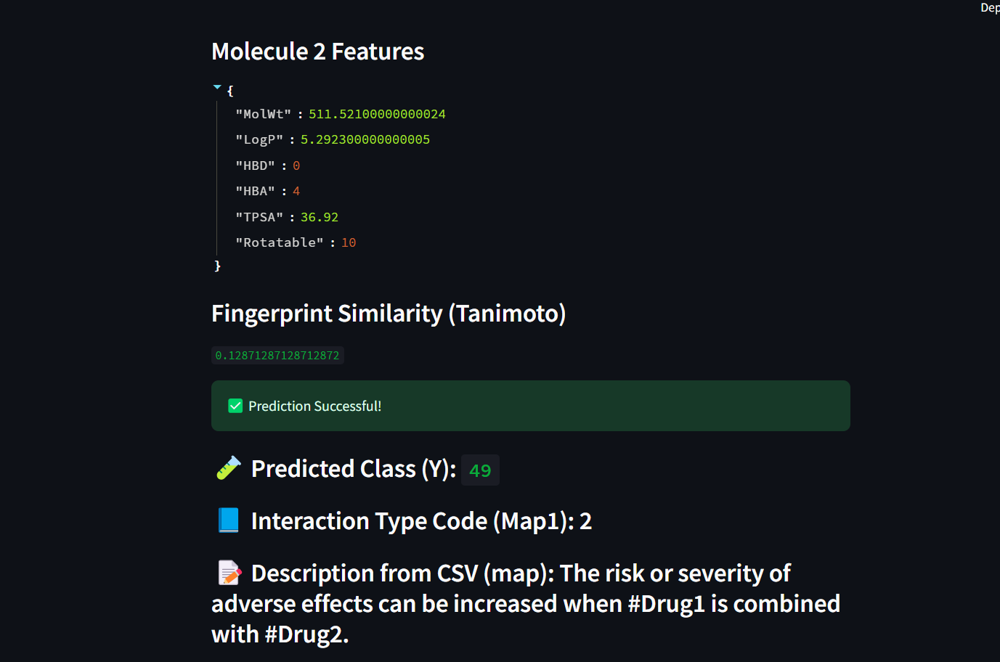 Dep
Molecule 2 Features
{
"MolWt" : 511.52100000000024
"LogP" : 5.292300000000005
"HBD" : 0
"HBA" : 4
"TPSA" : 36.92
"Rotatable" : 10
}
Fingerprint Similarity (Tanimoto)
0.12871287128712872
Prediction Successful!
Predicted Class (Y): 49
Interaction Type Code (Map1): 2
Description from CSV (map): The risk or severity of
adverse effects can be increased when #Drug1 is combined
with #Drug2.